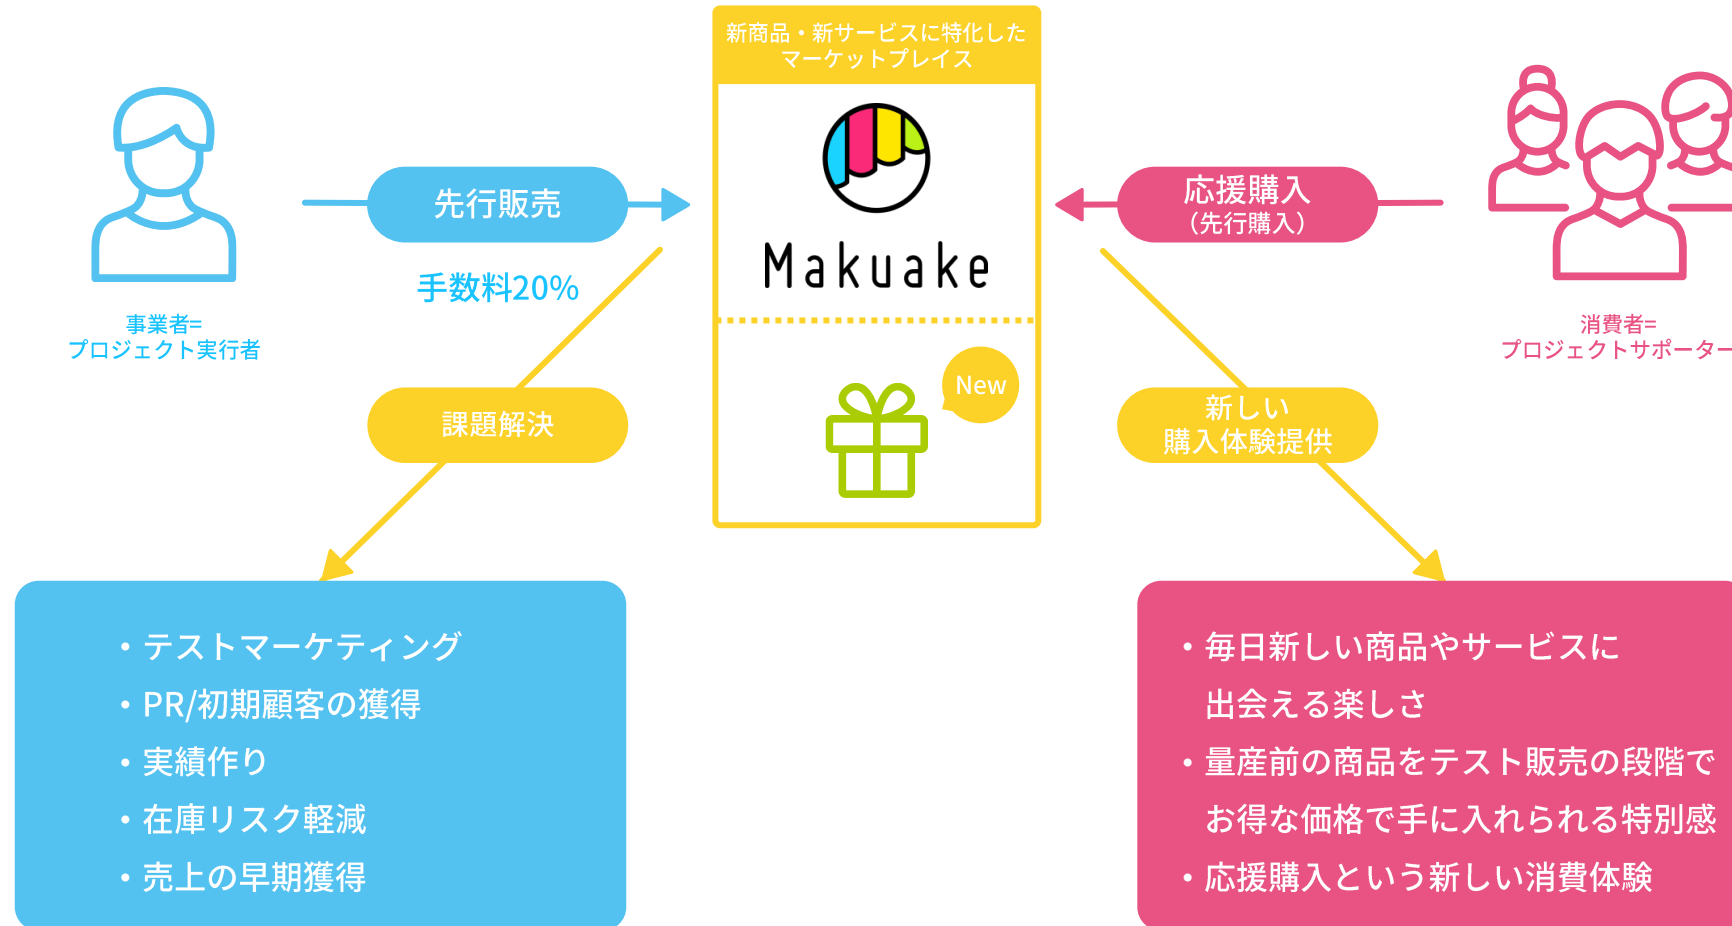 新商品・新サービスに特化した
マーケットプレイス
Makuake
New
先行販売
手数料20%
事業者=
プロジェクト実行者
応援購入
（先行購入）
消費者=
プロジェクトサポーター
課題解決
新しい
購入体験提供
・テストマーケティング
・PR/初期顧客の獲得
・実績作り
・在庫リスク軽減
・売上の早期獲得
・毎日新しい商品やサービスに
出会える楽しさ
・量産前の商品をテスト販売の段階で
お得な価格で手に入れられる特別感
・応援購入という新しい消費体験